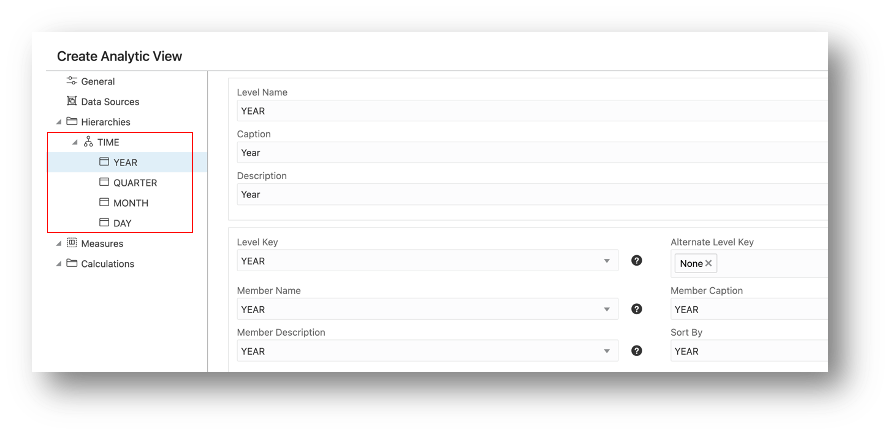 Create Analytic View
General
Data Sources
Hierarchies
TIME
YEAR
QUARTER
MONTH
DAY
Measures
Calculations
Level Name
YEAR
Caption
Year
Description
Year
Level Key
YEAR
Alternate Level Key
None
Member Name
YEAR
Member Caption
YEAR
Member Description
YEAR
Sort By
YEAR